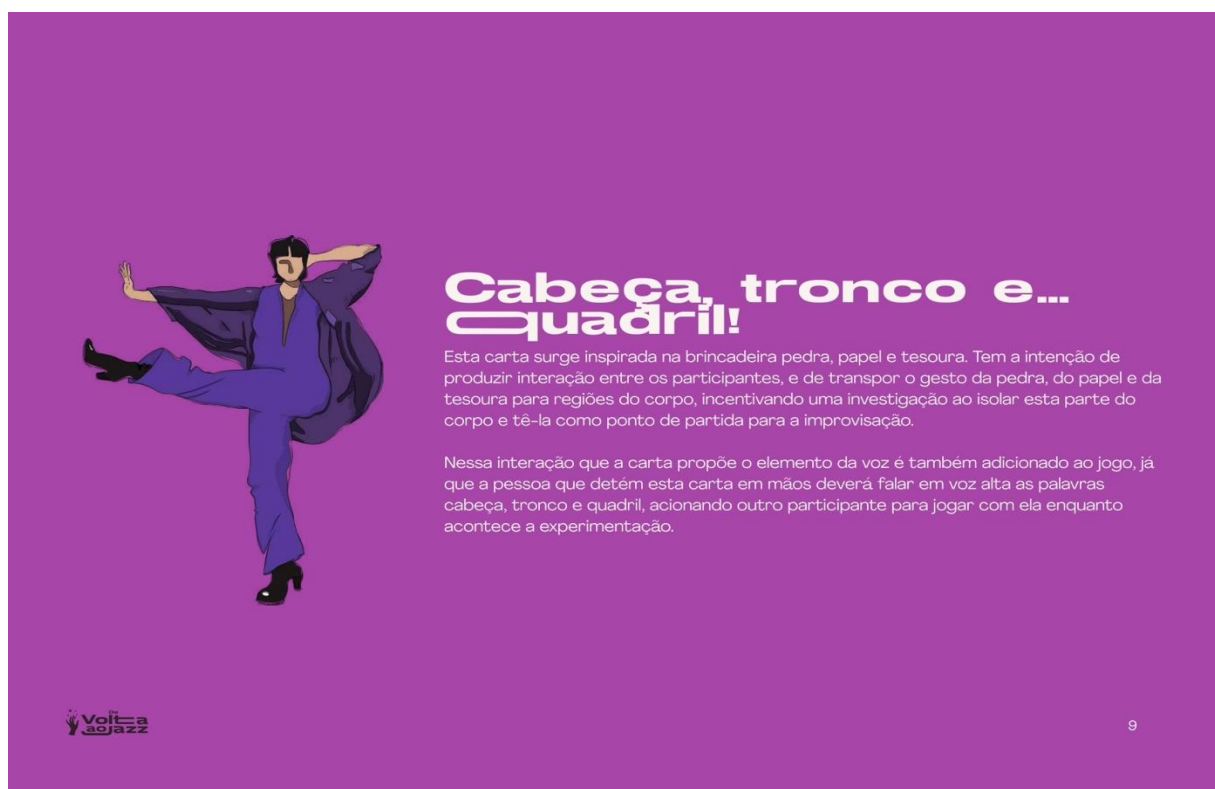 Cabeça, tronco e...
quadril!
Esta carta surge inspirada na brincadeira pedra, papel e tesoura. Tem a intenção de
produzir interação entre os participantes, e de transpor o gesto da pedra, do papel e da
tesoura para regiões do corpo, incentivando uma investigação ao isolar esta parte do
corpo e tê-la como ponto de partida para a improvisação.
Nessa interação que a carta propõe o elemento da voz é também adicionado ao jogo, já
que a pessoa que detém esta carta em mãos deverá falar em voz alta as palavras
cabeça, tronco e quadril, acionando outro participante para jogar com ela enquanto
acontece a experimentação.
Volta
ao jazz
9